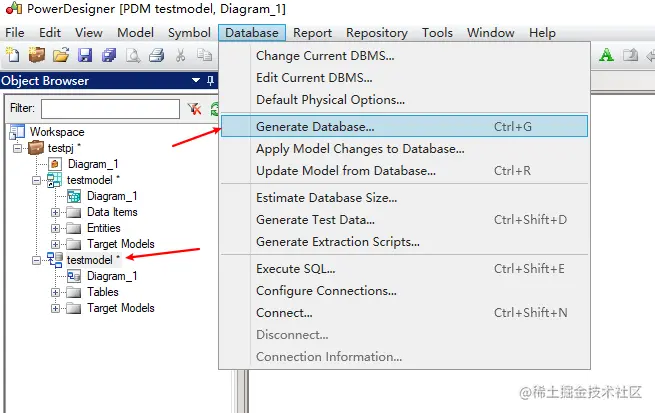 PowerDesigner [PDM testmodel, Diagram_1]
File Edit View Model Symbol Database Report Repository Tools Window Help
Object Browser
Filter:
Workspace
testpj *
Diagram_1
testmodel *
Diagram_1
Data Items
Entities
Target Models
testmodel *
Diagram_1
Tables
Target Models
Change Current DBMS...
Edit Current DBMS...
Default Physical Options...
Generate Database... Ctrl+G
Apply Model Changes to Database...
Update Model from Database... Ctrl+R
Estimate Database Size...
Generate Test Data... Ctrl+Shift+D
Generate Extraction Scripts...
Execute SQL... Ctrl+Shift+E
Configure Connections...
Connect... Ctrl+Shift+N
Disconnect...
Connection Information...
A
@稀土掘金技术社区